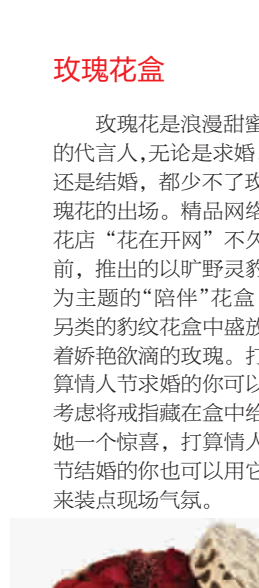 玫瑰花盒
玫瑰花是浪漫甜蜜
的代言人,无论是求婚
还是结婚，都少不了玫
瑰花的出场。精品网络
花店“花在开网”不久
前，推出的以旷野灵豹
为主题的“陪伴”花盒
另类的豹纹花盒中盛放
着娇艳欲滴的玫瑰。打
算情人节求婚的你可以
考虑将戒指藏在盒中给
她一个惊喜，打算情人
节结婚的你也可以用它
来装点现场气氛。